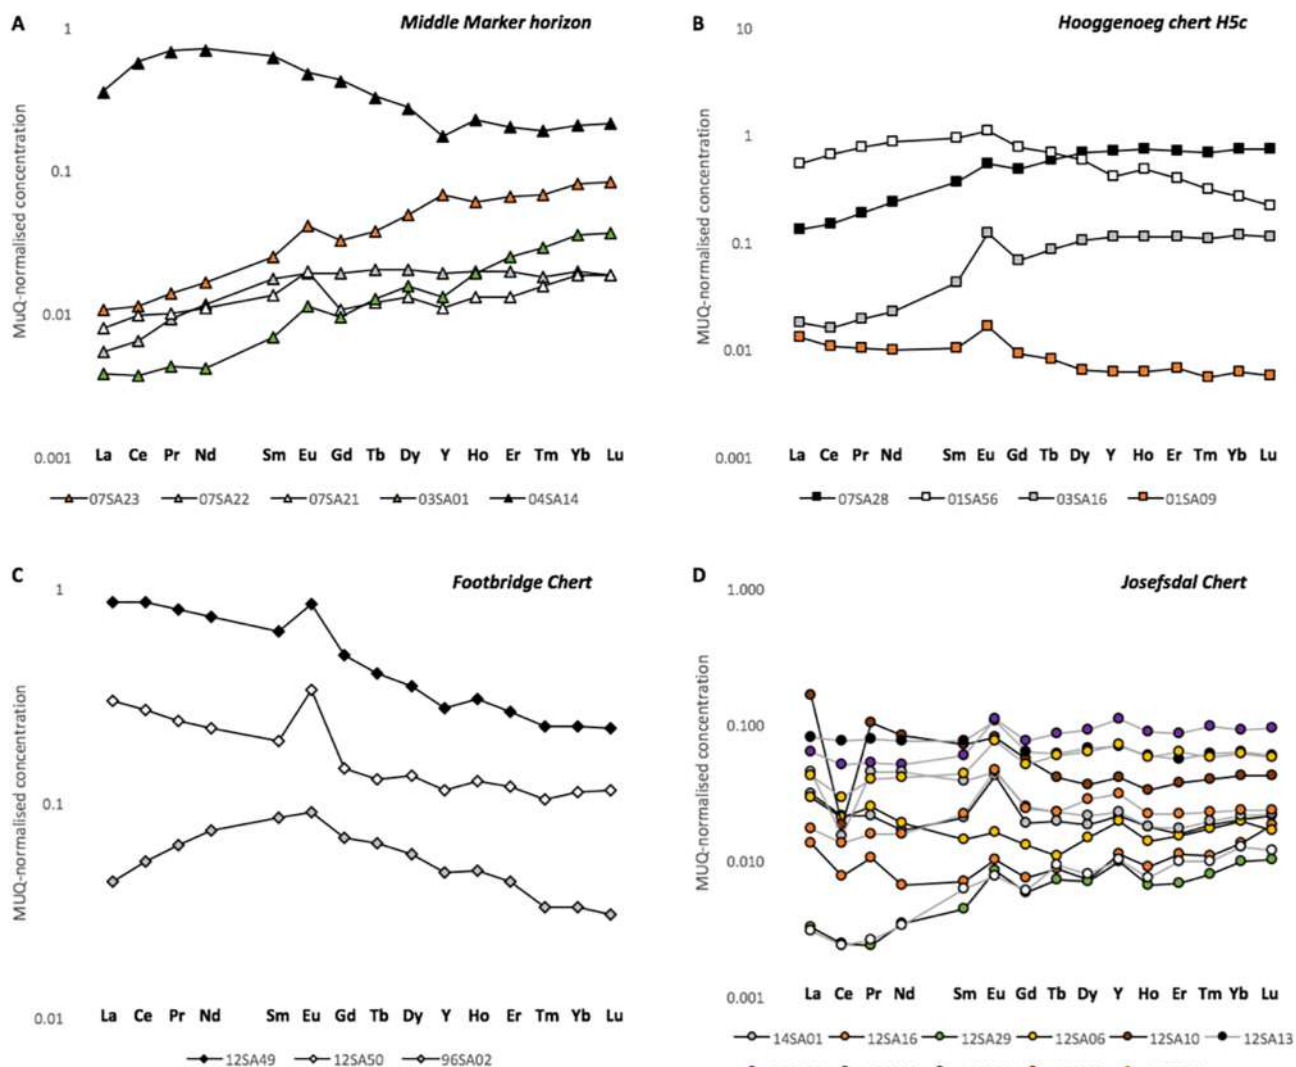 A
Middle Marker horizon
1
0.1
0.01
0.001
MuQ-normalised concentration
La Ce Pr Nd Sm Eu Gd Tb Dy Y Ho Er Tm Yb Lu
07SA23 07SA22 07SA21 03SA01 04SA14
B
Hooggenoeg chert H5c
10
1
0.1
0.01
0.001
MUQ-normalised concentration
La Ce Pr Nd Sm Eu Gd Tb Dy Y Ho Er Tm Yb Lu
07SA28 01SA56 03SA16 01SA09
C
Footbridge Chert
1
0.1
0.01
MUQ-normalised concentration
La Ce Pr Nd Sm Eu Gd Tb Dy Y Ho Er Tm Yb Lu
12SA49 12SA50 96SA02
D
Josefsdal Chert
1.000
0.100
0.010
0.001
MUQ-normalised concentration
La Ce Pr Nd Sm Eu Gd Tb Dy Y Ho Er Tm Yb Lu
14SA01 12SA16 12SA29 12SA06 12SA10 12SA13